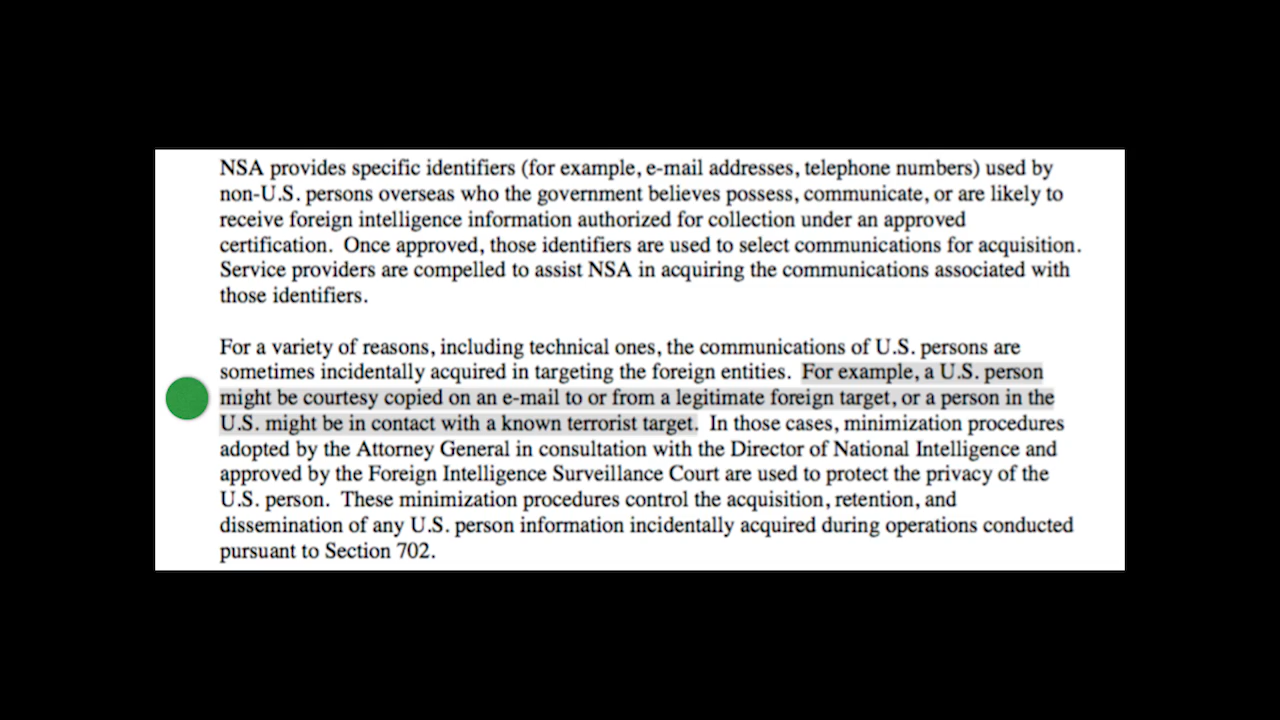 NSA provides specific identifiers (for example, e-mail addresses, telephone numbers) used by
non-U.S. persons overseas who the government believes possess, communicate, or are likely to
receive foreign intelligence information authorized for collection under an approved
certification.  Once approved, those identifiers are used to select communications for acquisition.
Service providers are compelled to assist NSA in acquiring the communications associated with
those identifiers.
For a variety of reasons, including technical ones, the communications of U.S. persons are
sometimes incidentally acquired in targeting the foreign entities.  For example, a U.S. person
might be courtesy copied on an e-mail to or from a legitimate foreign target, or a person in the
U.S. might be in contact with a known terrorist target.  In those cases, minimization procedures
adopted by the Attorney General in consultation with the Director of National Intelligence and
approved by the Foreign Intelligence Surveillance Court are used to protect the privacy of the
U.S. person.  These minimization procedures control the acquisition, retention, and
dissemination of any U.S. person information incidentally acquired during operations conducted
pursuant to Section 702.